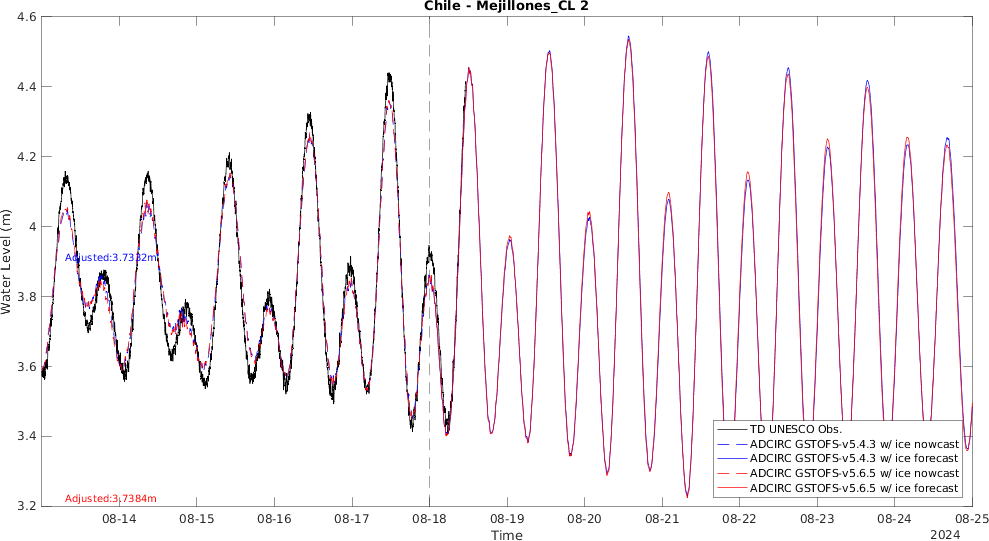 Chile - Mejillones_CL 2
4.6
4.4
4.2
4
3.8
3.6
3.4
3.2
Water Level (m)
Adjusted:3.7332m
Adjusted:3.7384m
TD UNESCO Obs.
ADCIRC GSTOFS-v5.4.3 w/ ice nowcast
ADCIRC GSTOFS-v5.4.3 w/ ice forecast
ADCIRC GSTOFS-v5.6.5 w/ ice nowcast
ADCIRC GSTOFS-v5.6.5 w/ ice forecast
08-14 08-15 08-16 08-17 08-18 08-19 08-20 08-21 08-22 08-23 08-24 08-25
Time
2024